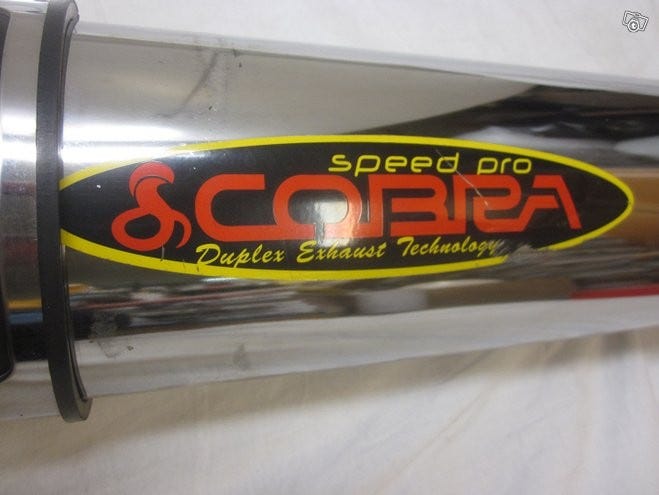 speed pro
COBRA
Duplex Exhaust Technology